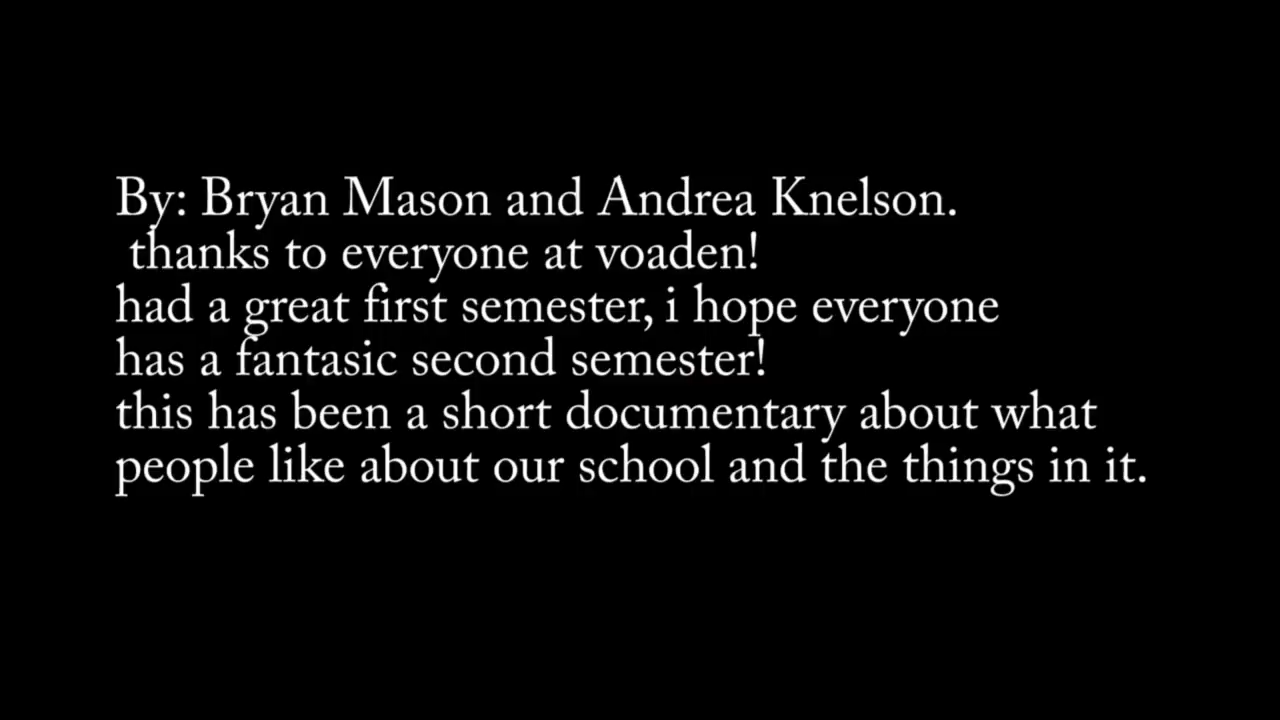 By: Bryan Mason and Andrea Knelson.
thanks to everyone at voaden!
had a great first semester, i hope everyone
has a fantasic second semester!
this has been a short documentary about what
people like about our school and the things in it.